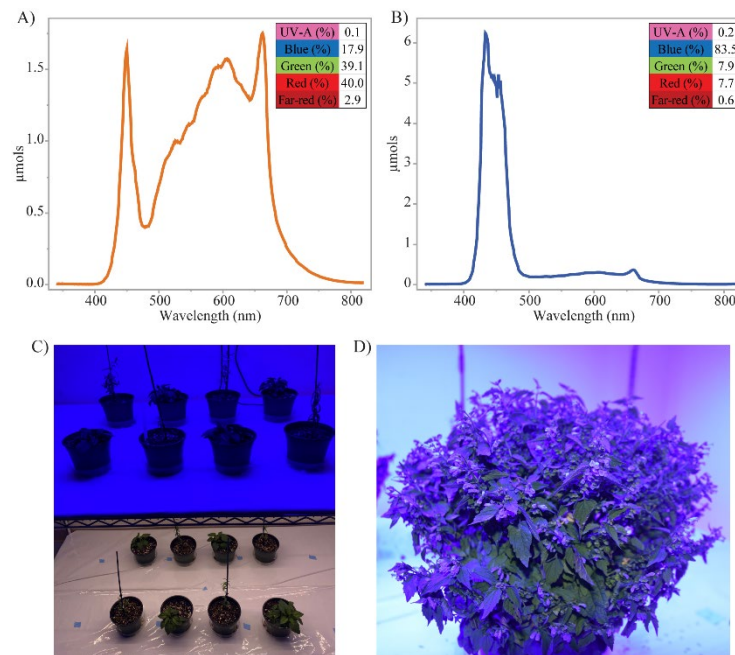 A)
UV-A (%) 0.1
Blue (%) 17.9
Green (%) 39.1
Red (%) 40.0
Far-red (%) 2.9
1.5
1.0
0.5
0.0
µmols
400 500 600 700 800
Wavelength (nm)
B)
UV-A (%) 0.2
Blue (%) 83.5
Green (%) 7.9
Red (%) 7.7
Far-red (%) 0.6
6
5
4
3
2
1
0
µmols
400 500 600 700 800
Wavelength (nm)
C)
D)